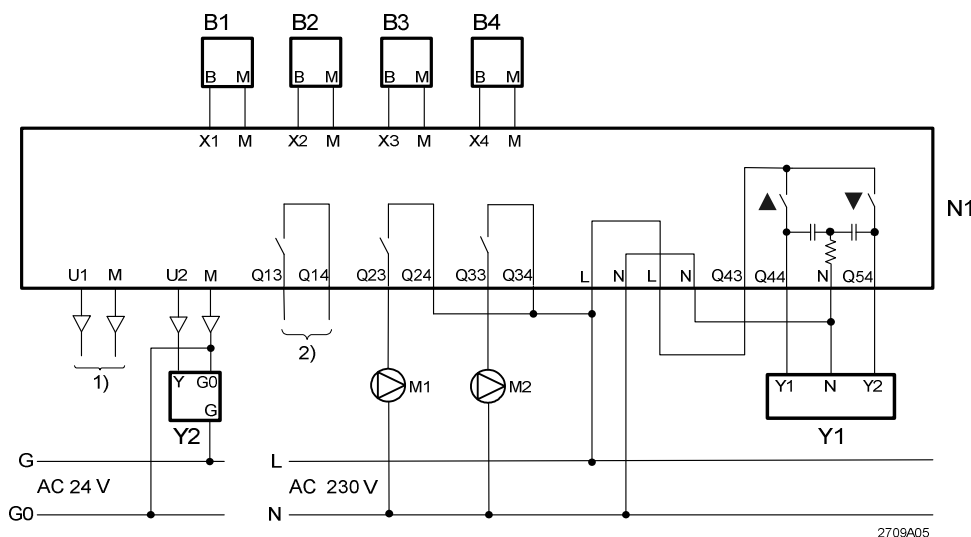 B1 B2 B3 B4
B M B M B M B M
X1 M X2 M X3 M X4 M
N1
U1 M U2 M Q13 Q14 Q23 Q24 Q33 Q34 L N L N Q43 Q44 N Q54
1) 2)
Y G0 M1 M2 Y1 N Y2
G
Y2 Y1
G L
AC 24 V AC 230 V
G0 N
2709A05